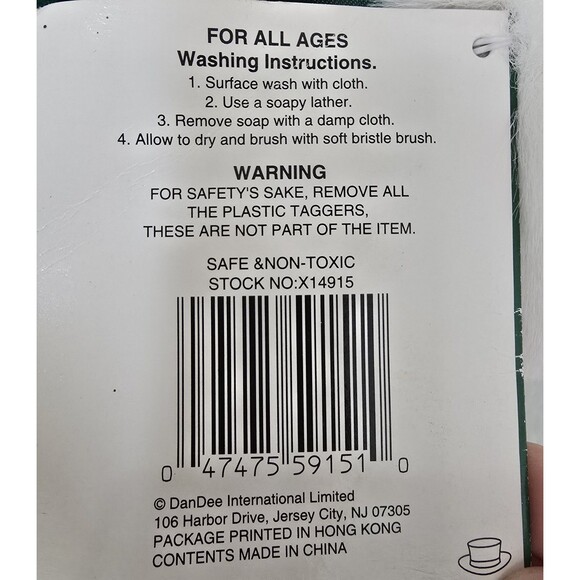 FOR ALL AGES
Washing Instructions.
1. Surface wash with cloth.
2. Use a soapy lather.
3. Remove soap with a damp cloth.
4. Allow to dry and brush with soft bristle brush.
WARNING
FOR SAFETY'S SAKE, REMOVE ALL
THE PLASTIC TAGGERS,
THESE ARE NOT PART OF THE ITEM.
SAFE &NON-TOXIC
STOCK NO:X14915
0 47475 59151 0
© DanDee International Limited
106 Harbor Drive, Jersey City, NJ 07305
PACKAGE PRINTED IN HONG KONG
CONTENTS MADE IN CHINA